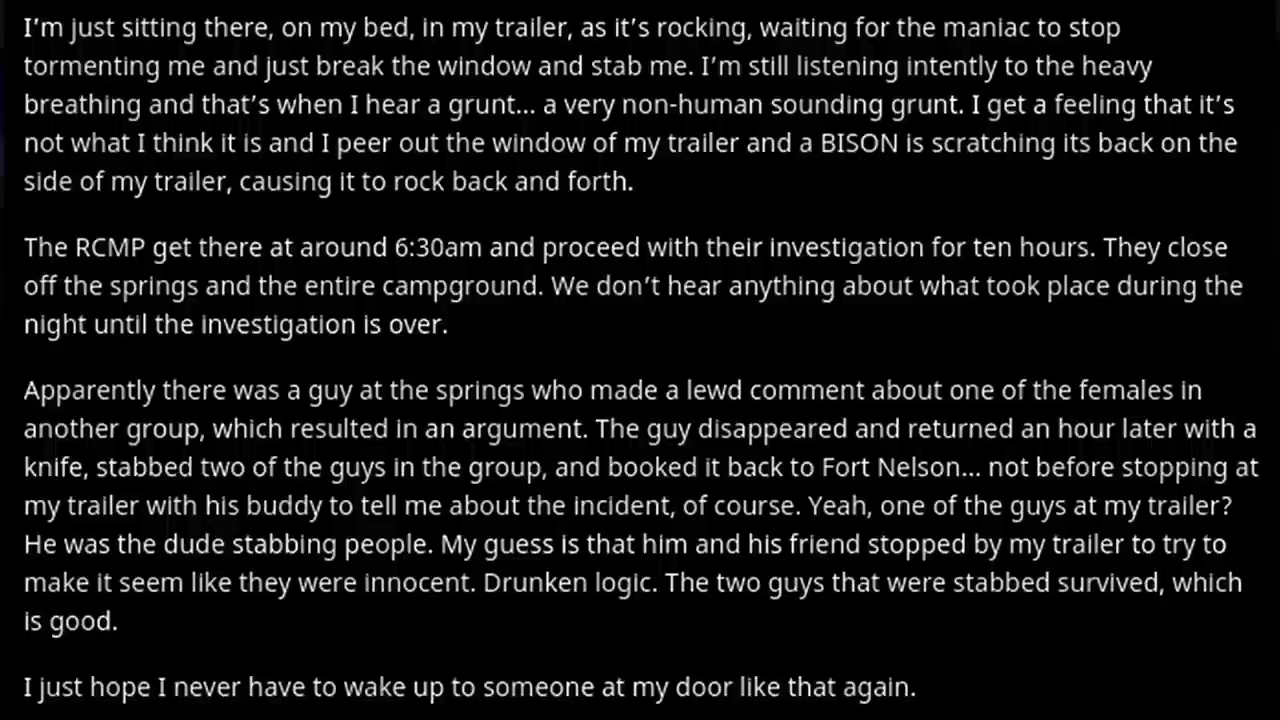 I’m just sitting there, on my bed, in my trailer, as it’s rocking, waiting for the maniac to stop
tormenting me and just break the window and stab me. I’m still listening intently to the heavy
breathing and that’s when I hear a grunt... a very non-human sounding grunt. I get a feeling that it’s
not what I think it is and I peer out the window of my trailer and a BISON is scratching its back on the
side of my trailer, causing it to rock back and forth.
The RCMP get there at around 6:30am and proceed with their investigation for ten hours. They close
off the springs and the entire campground. We don’t hear anything about what took place during the
night until the investigation is over.
Apparently there was a guy at the springs who made a lewd comment about one of the females in
another group, which resulted in an argument. The guy disappeared and returned an hour later with a
knife, stabbed two of the guys in the group, and booked it back to Fort Nelson... not before stopping at
my trailer with his buddy to tell me about the incident, of course. Yeah, one of the guys at my trailer?
He was the dude stabbing people. My guess is that him and his friend stopped by my trailer to try to
make it seem like they were innocent. Drunken logic. The two guys that were stabbed survived, which
is good.
I just hope I never have to wake up to someone at my door like that again.